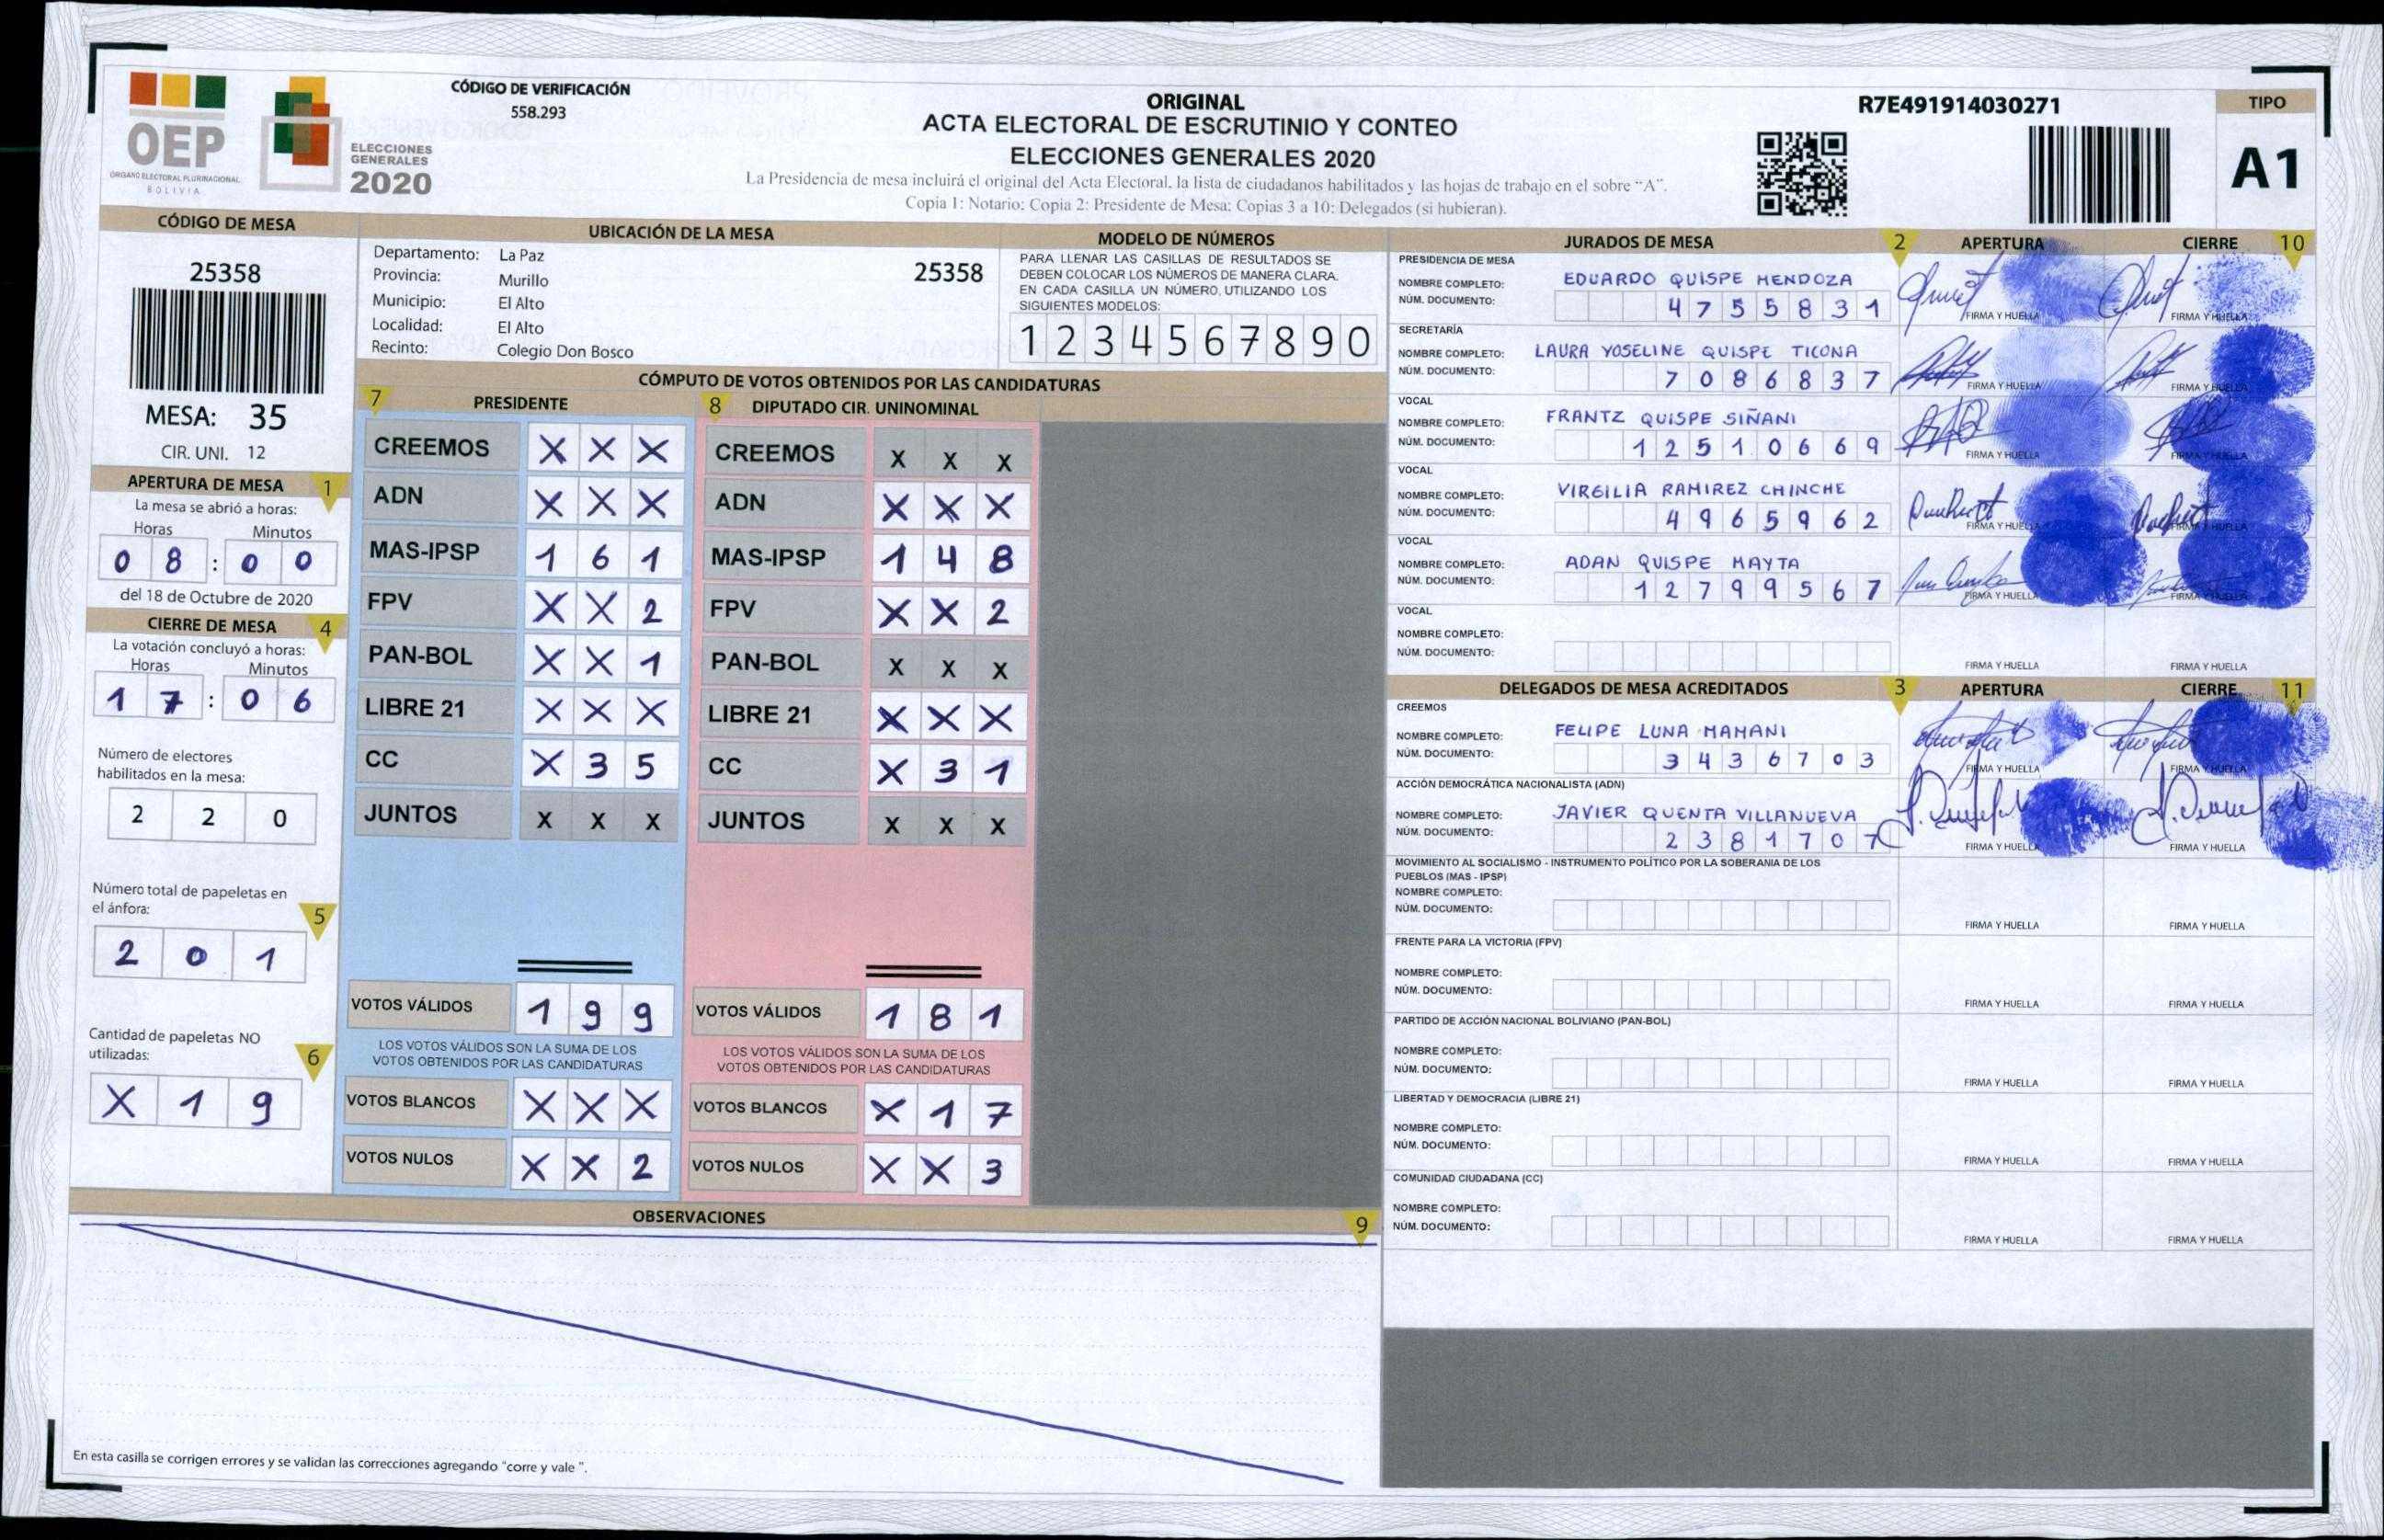 OEP
ÓRGANO ELECTORAL PLURINACIONAL
BOLIVIA
ELECCIONES
GENERALES
2020
CÓDIGO DE VERIFICACIÓN
558.293
ORIGINAL
ACTA ELECTORAL DE ESCRUTINIO Y CONTEO
ELECCIONES GENERALES 2020
La Presidencia de mesa incluirá el original del Acta Electoral, la lista de ciudadanos habilitados y las hojas de trabajo en el sobre "A".
Copia 1: Notario; Copia 2: Presidente de Mesa; Copias 3 a 10: Delegados (si hubieran).
R7E491914030271
TIPO
A1
CÓDIGO DE MESA
25358
MESA: 35
CIR. UNI. 12
APERTURA DE MESA 1
La mesa se abrió a horas:
Horas Minutos
0 8 : 0 0
del 18 de Octubre de 2020
CIERRE DE MESA 4
La votación concluyó a horas:
Horas Minutos
1 7 : 0 6
Número de electores
habilitados en la mesa:
2 2 0
Número total de papeletas en
el ánfora: 5
2 0 1
Cantidad de papeletas NO
utilizadas: 6
X 1 9
UBICACIÓN DE LA MESA
Departamento: La Paz
Provincia: Murillo
Municipio: El Alto
Localidad: El Alto
Recinto: Colegio Don Bosco
25358
MODELO DE NÚMEROS
PARA LLENAR LAS CASILLAS DE RESULTADOS SE
DEBEN COLOCAR LOS NÚMEROS DE MANERA CLARA.
EN CADA CASILLA UN NÚMERO, UTILIZANDO LOS
SIGUIENTES MODELOS:
1 2 3 4 5 6 7 8 9 0
CÓMPUTO DE VOTOS OBTENIDOS POR LAS CANDIDATURAS
7 PRESIDENTE
CREEMOS X X X
ADN X X X
MAS-IPSP 1 6 1
FPV X X 2
PAN-BOL X X 1
LIBRE 21 X X X
CC X 3 5
JUNTOS X X X
VOTOS VÁLIDOS 1 9 9
LOS VOTOS VÁLIDOS SON LA SUMA DE LOS
VOTOS OBTENIDOS POR LAS CANDIDATURAS
VOTOS BLANCOS X X X
VOTOS NULOS X X 2
8 DIPUTADO CIR. UNINOMINAL
CREEMOS X X X
ADN X X X
MAS-IPSP 1 4 8
FPV X X 2
PAN-BOL X X X
LIBRE 21 X X X
CC X 3 1
JUNTOS X X X
VOTOS VÁLIDOS 1 8 1
LOS VOTOS VÁLIDOS SON LA SUMA DE LOS
VOTOS OBTENIDOS POR LAS CANDIDATURAS
VOTOS BLANCOS X 1 7
VOTOS NULOS X X 3
OBSERVACIONES 9
En esta casilla se corrigen errores y se validan las correcciones agregando "corre y vale ".
JURADOS DE MESA 2 APERTURA CIERRE 10
PRESIDENCIA DE MESA
NOMBRE COMPLETO: EDUARDO QUISPE MENDOZA
NÚM. DOCUMENTO: 4 7 5 5 8 3 1
FIRMA Y HUELLA FIRMA Y HUELLA
SECRETARÍA
NOMBRE COMPLETO: LAURA YOSELINE QUISPE TICONA
NÚM. DOCUMENTO: 7 0 8 6 8 3 7
FIRMA Y HUELLA FIRMA Y HUELLA
VOCAL
NOMBRE COMPLETO: FRANTZ QUISPE SIÑANI
NÚM. DOCUMENTO: 1 2 5 1 0 6 6 9
FIRMA Y HUELLA FIRMA Y HUELLA
VOCAL
NOMBRE COMPLETO: VIRGILIA RAMIREZ CHINCHE
NÚM. DOCUMENTO: 4 9 6 5 9 6 2
FIRMA Y HUELLA FIRMA Y HUELLA
VOCAL
NOMBRE COMPLETO: ADAN QUISPE MAYTA
NÚM. DOCUMENTO: 1 2 7 9 9 5 6 7
FIRMA Y HUELLA FIRMA Y HUELLA
VOCAL
NOMBRE COMPLETO:
NÚM. DOCUMENTO:
FIRMA Y HUELLA FIRMA Y HUELLA
DELEGADOS DE MESA ACREDITADOS 3 APERTURA CIERRE 11
CREEMOS
NOMBRE COMPLETO: FELIPE LUNA MAMANI
NÚM. DOCUMENTO: 3 4 3 6 7 0 3
FIRMA Y HUELLA FIRMA Y HUELLA
ACCIÓN DEMOCRÁTICA NACIONALISTA (ADN)
NOMBRE COMPLETO: JAVIER QUENTA VILLANUEVA
NÚM. DOCUMENTO: 2 3 8 1 7 0 7
FIRMA Y HUELLA FIRMA Y HUELLA
MOVIMIENTO AL SOCIALISMO - INSTRUMENTO POLÍTICO POR LA SOBERANIA DE LOS
PUEBLOS (MAS - IPSP)
NOMBRE COMPLETO:
NÚM. DOCUMENTO:
FIRMA Y HUELLA FIRMA Y HUELLA
FRENTE PARA LA VICTORIA (FPV)
NOMBRE COMPLETO:
NÚM. DOCUMENTO:
FIRMA Y HUELLA FIRMA Y HUELLA
PARTIDO DE ACCIÓN NACIONAL BOLIVIANO (PAN-BOL)
NOMBRE COMPLETO:
NÚM. DOCUMENTO:
FIRMA Y HUELLA FIRMA Y HUELLA
LIBERTAD Y DEMOCRACIA (LIBRE 21)
NOMBRE COMPLETO:
NÚM. DOCUMENTO:
FIRMA Y HUELLA FIRMA Y HUELLA
COMUNIDAD CIUDADANA (CC)
NOMBRE COMPLETO:
NÚM. DOCUMENTO:
FIRMA Y HUELLA FIRMA Y HUELLA